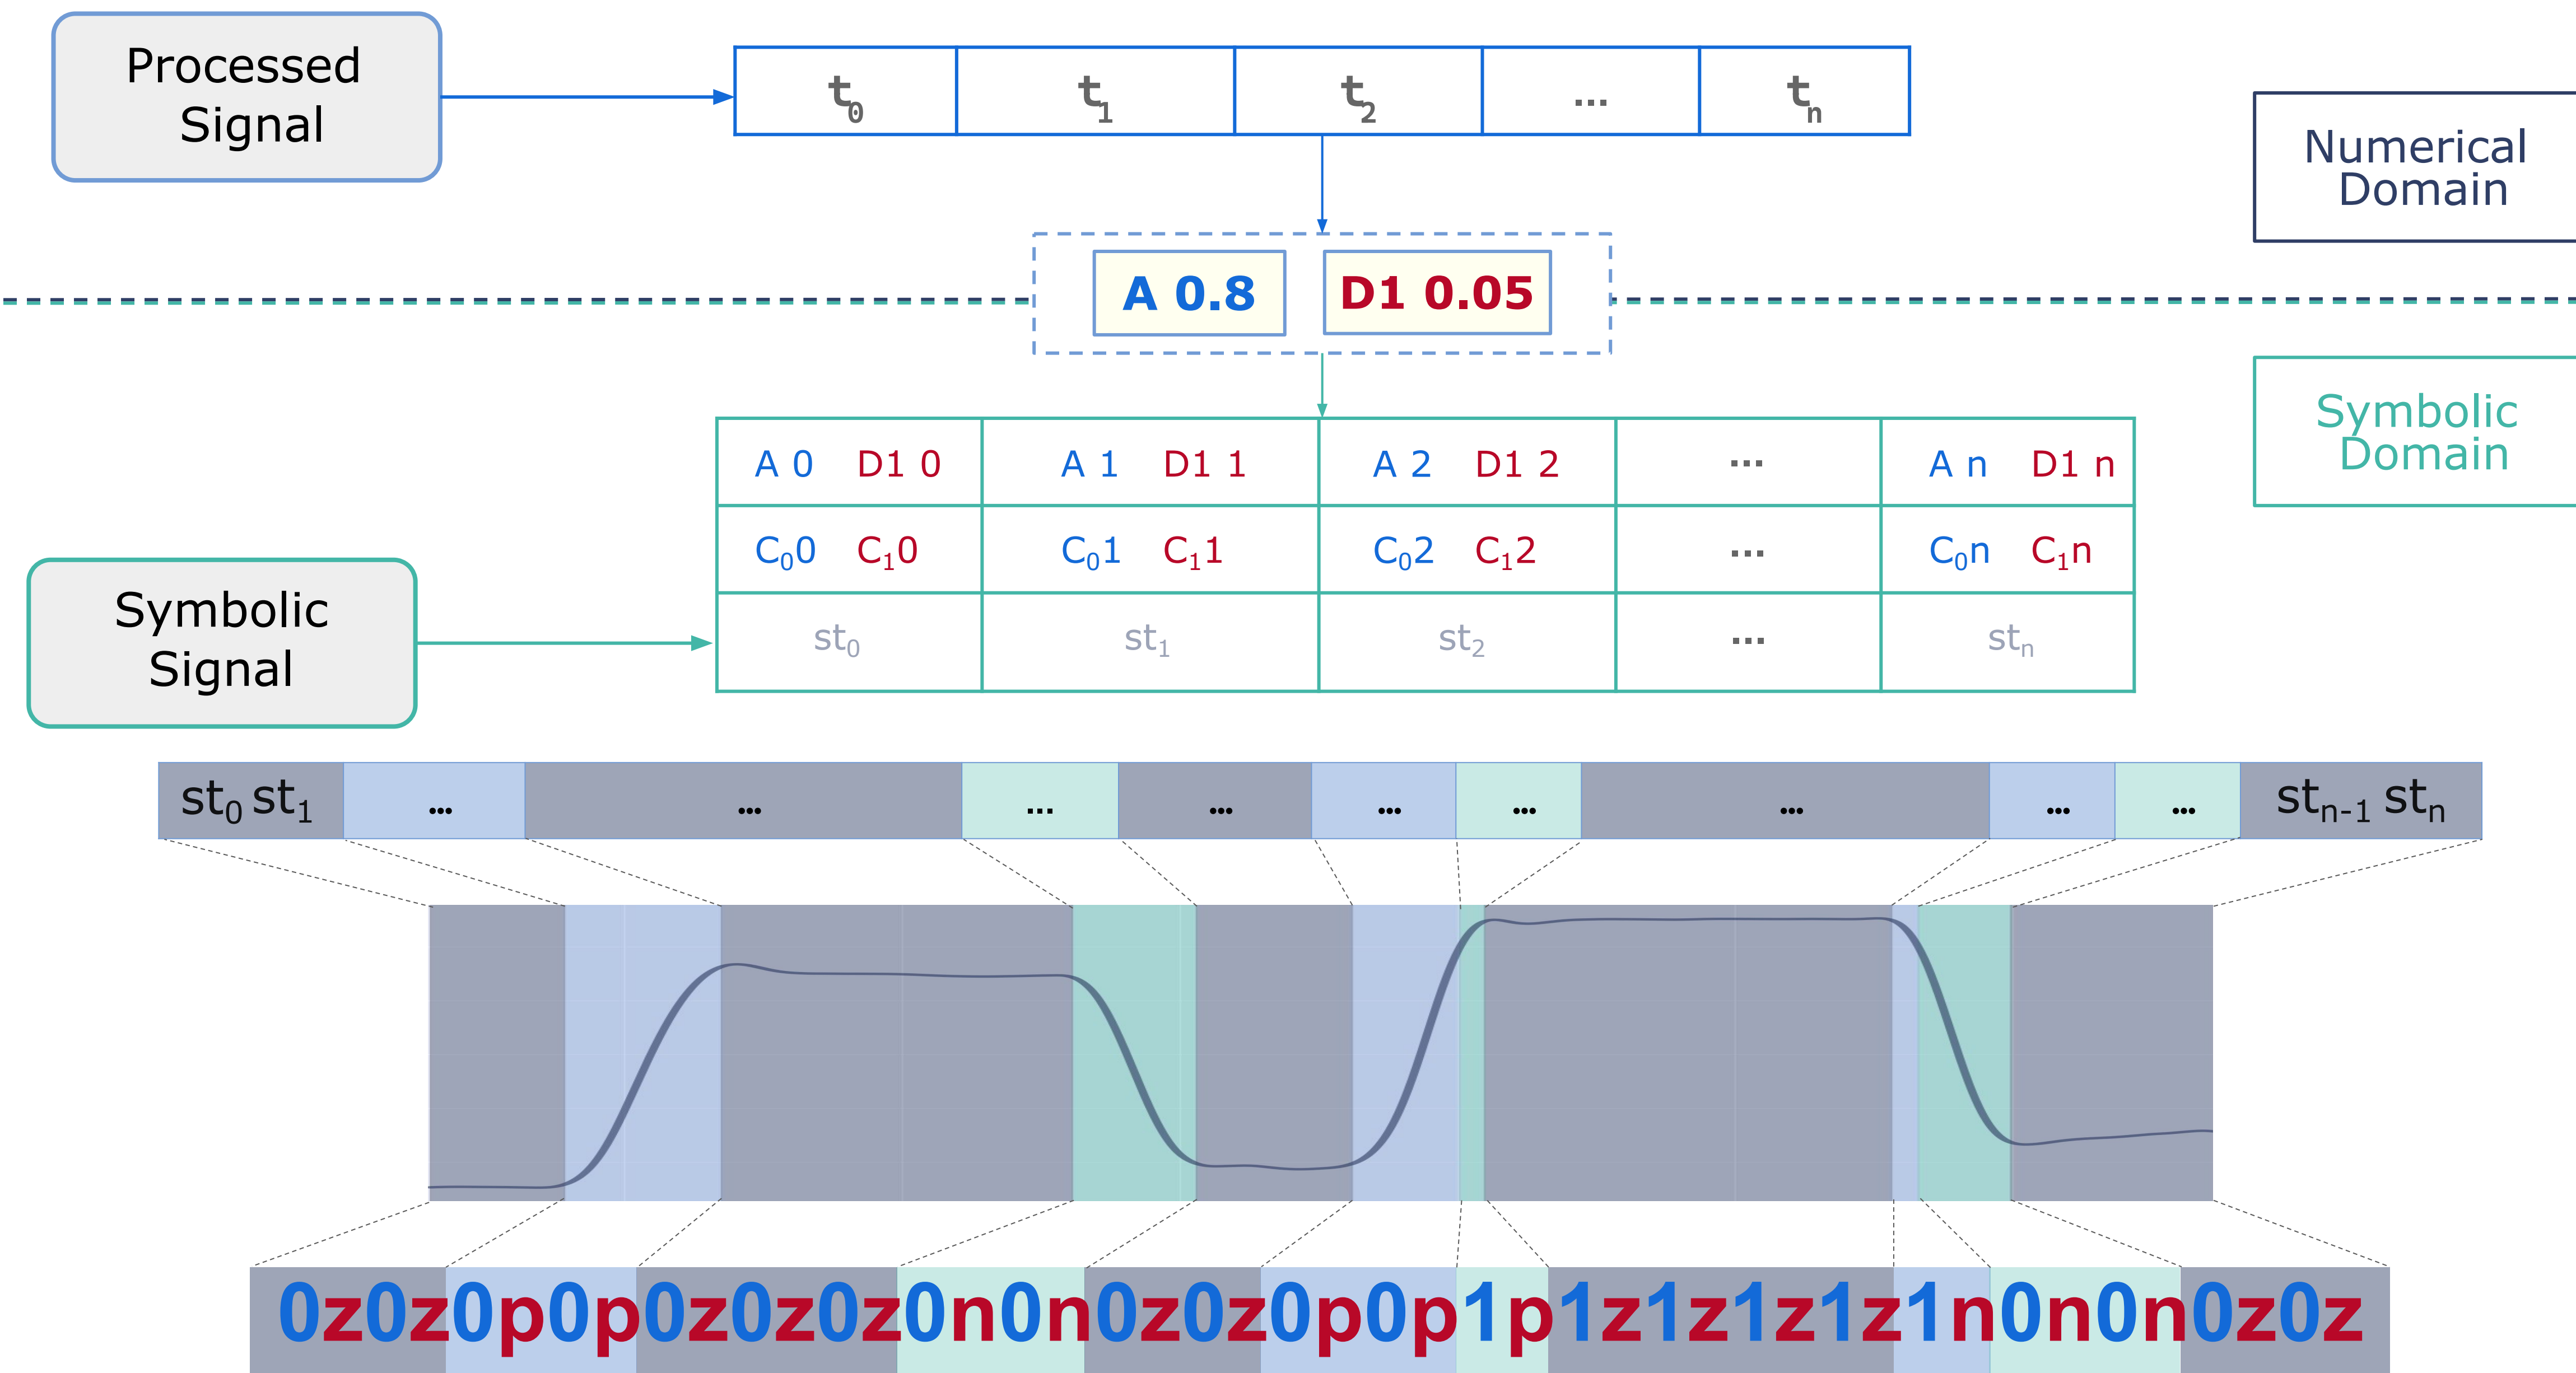 Processed
Signal
t0 t1 t2 ... tn
Numerical
Domain
A 0.8 D1 0.05
Symbolic
Domain
A 0 D1 0 A 1 D1 1 A 2 D1 2 ... A n D1 n
C00 C10 C01 C11 C02 C12 ... C0n C1n
Symbolic
Signal
st0 st1 st2 ... stn
st0 st1 ... ... ... ... ... ... ... ... ... stn-1 stn
0z0z0p0p0z0z0z0n0n0z0z0p0p1p1z1z1z1z1n0n0n0z0z